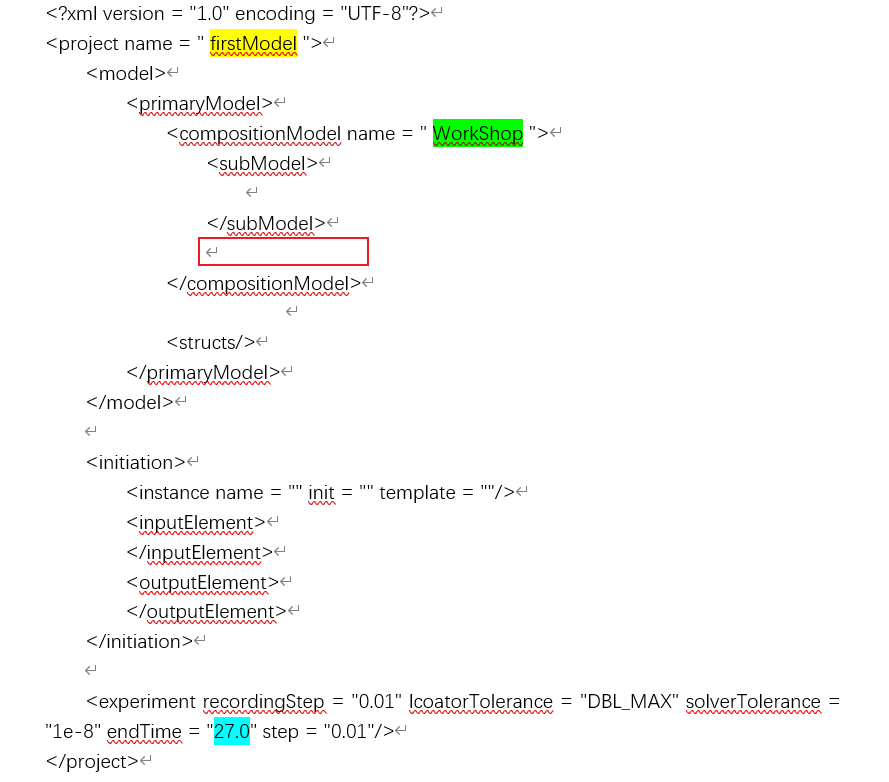 <?xml version = "1.0" encoding = "UTF-8"?>
<project name = " firstModel ">
<model>
<primaryModel>
<compositionModel name = " WorkShop ">
<subModel>
</subModel>
</compositionModel>
<structs/>
</primaryModel>
</model>
<initiation>
<instance name = "" init = "" template = ""/>
<inputElement>
</inputElement>
<outputElement>
</outputElement>
</initiation>
<experiment recordingStep = "0.01" lcoatorTolerance = "DBL_MAX" solverTolerance =
"1e-8" endTime = "27.0" step = "0.01"/>
</project>